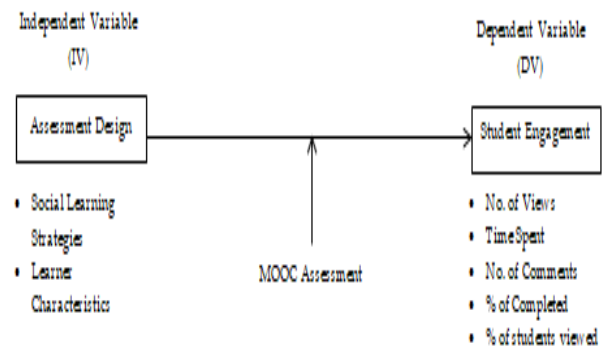 Independent Variable
(IV)
Dependent Variable
(DV)
Assessment Design
Student Engagement
• Social Learning
Strategies
• Learner
Characteristics
MOOC Assessment
• No. of Views
• Time Spent
• No. of Comments
• % of Completed
• % of students viewed